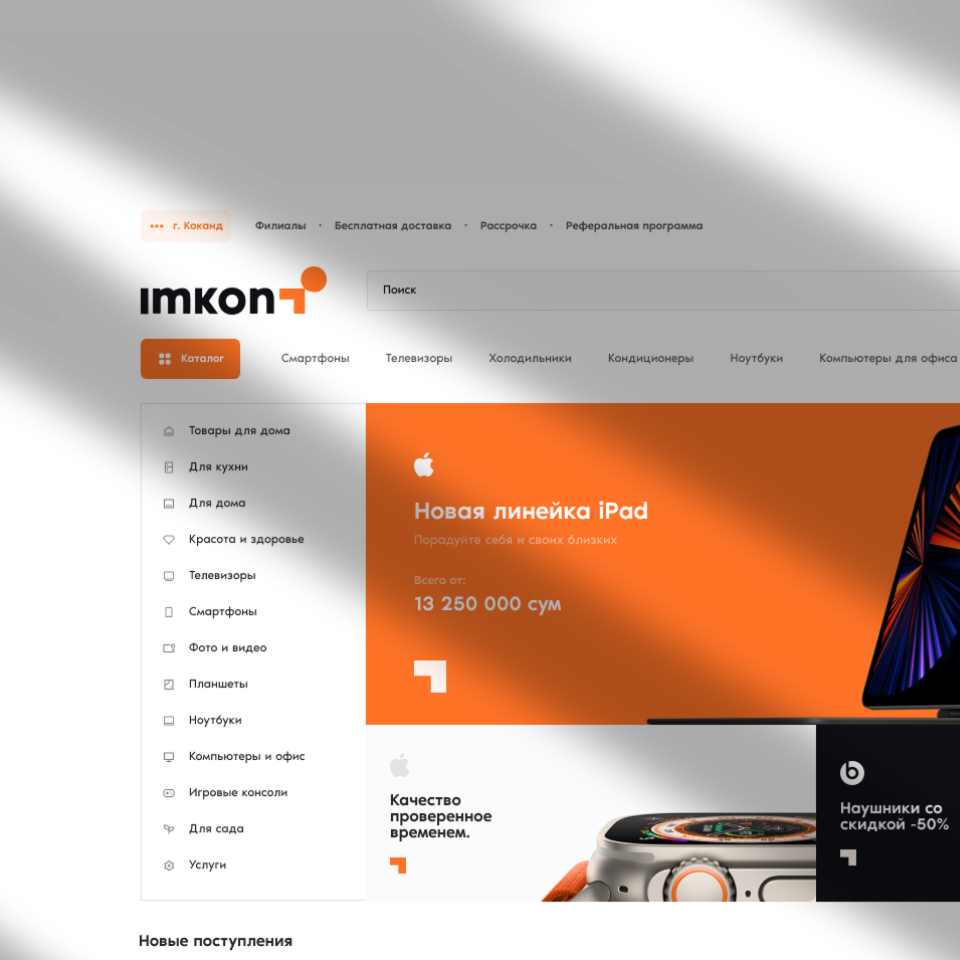 г. Коканд
Филиалы · Бесплатная доставка · Рассрочка · Реферальная программа
ımkon
Поиск
Каталог
Смартфоны Телевизоры Холодильники Кондиционеры Ноутбуки Компьютеры для офиса
Товары для дома
Для кухни
Для дома
Красота и здоровье
Телевизоры
Смартфоны
Фото и видео
Планшеты
Ноутбуки
Компьютеры и офис
Игровые консоли
Для сада
Услуги
Новая линейка iPad
Порадуйте себя и своих близких
Всего от:
13 250 000 сум
Качество
проверенное
временем.
Наушники со
скидкой -50%
Новые поступления